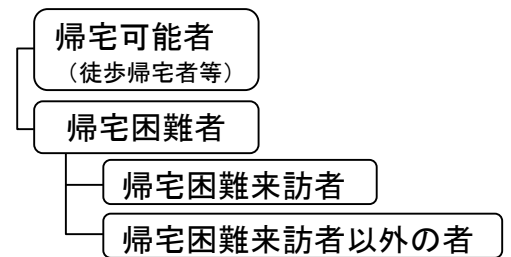 帰宅可能者
（徒歩帰宅者等）
帰宅困難者
帰宅困難来訪者
帰宅困難来訪者以外の者